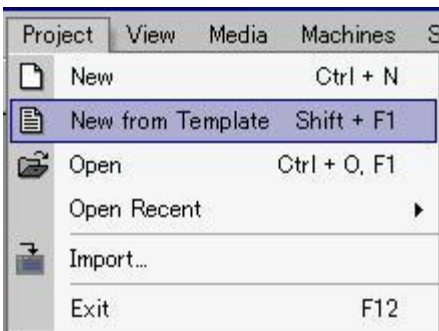 Project View Media Machines S
New Ctrl + N
New from Template Shift + F1
Open Ctrl + O, F1
Open Recent
Import...
Exit F12